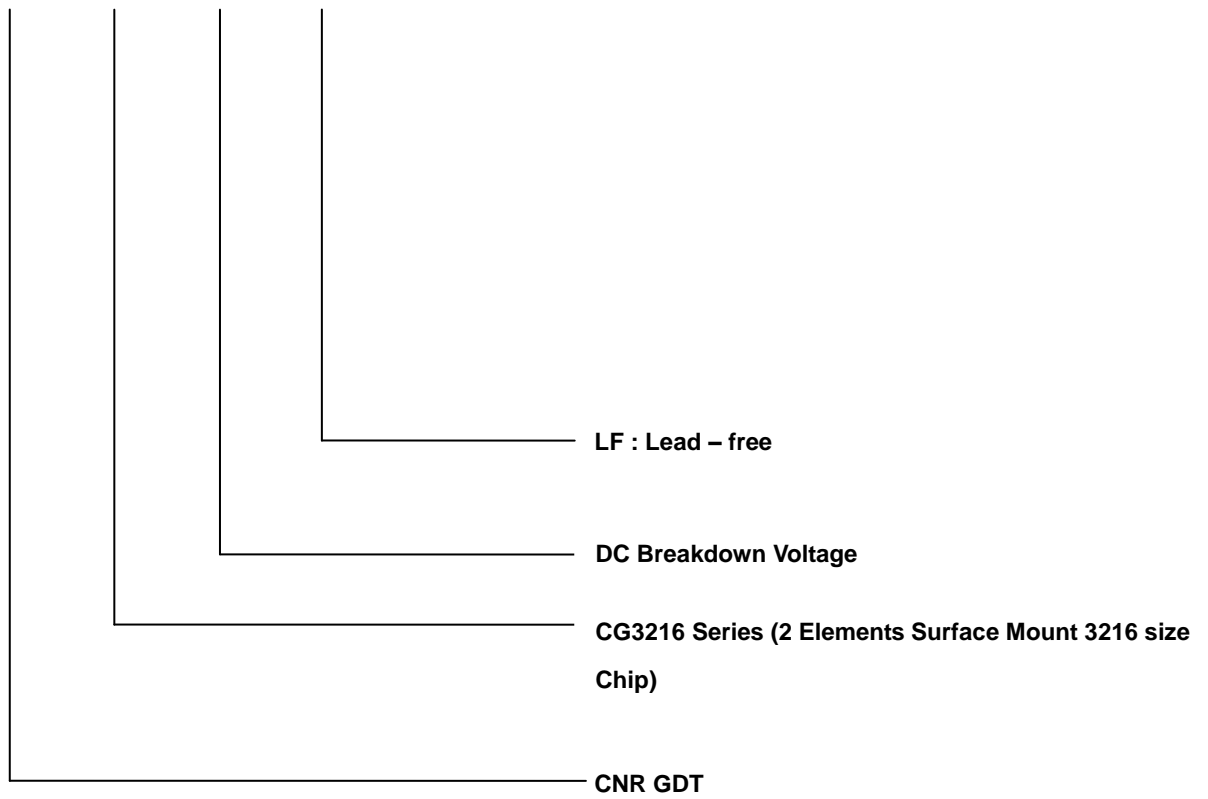 LF : Lead – free
DC Breakdown Voltage
CG3216 Series (2 Elements Surface Mount 3216 size
Chip)
CNR GDT